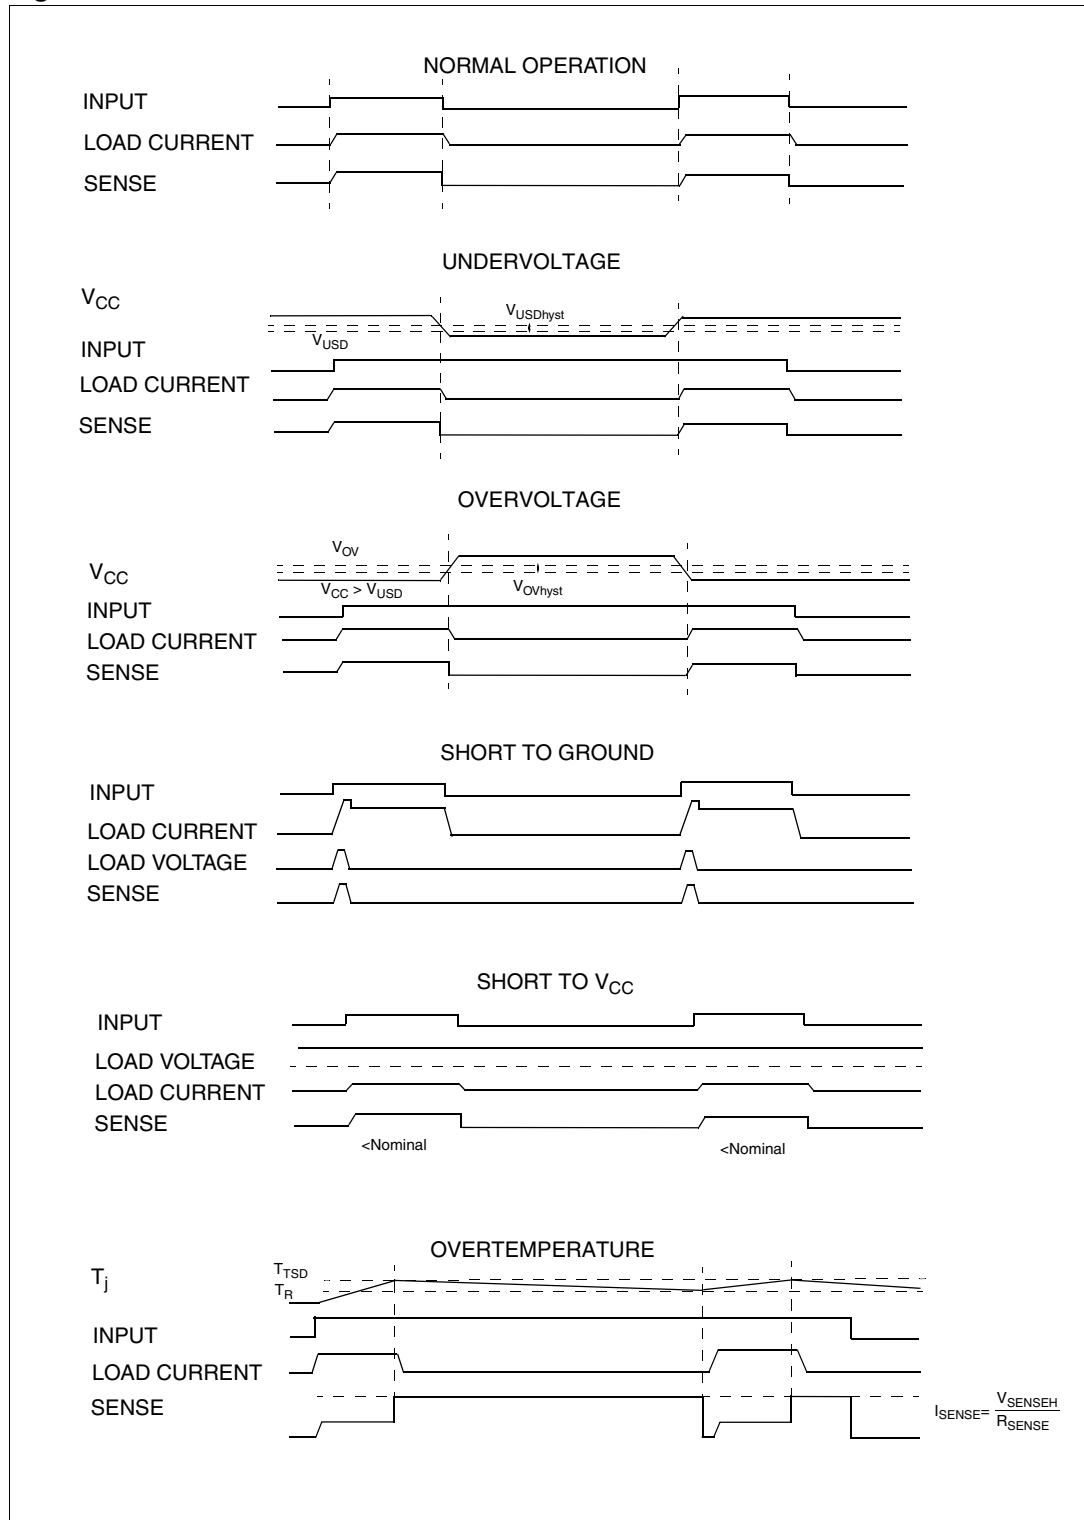 NORMAL OPERATION
INPUT
LOAD CURRENT
SENSE
UNDERVOLTAGE
VCC
VUSDhyst
VUSD
INPUT
LOAD CURRENT
SENSE
OVERVOLTAGE
VOV
VCC
VCC > VUSD
VOVhyst
INPUT
LOAD CURRENT
SENSE
SHORT TO GROUND
INPUT
LOAD CURRENT
LOAD VOLTAGE
SENSE
SHORT TO VCC
INPUT
LOAD VOLTAGE
LOAD CURRENT
SENSE
<Nominal
<Nominal
OVERTEMPERATURE
Tj
TTSD
TR
INPUT
LOAD CURRENT
SENSE
ISENSE= VSENSEH
RSENSE